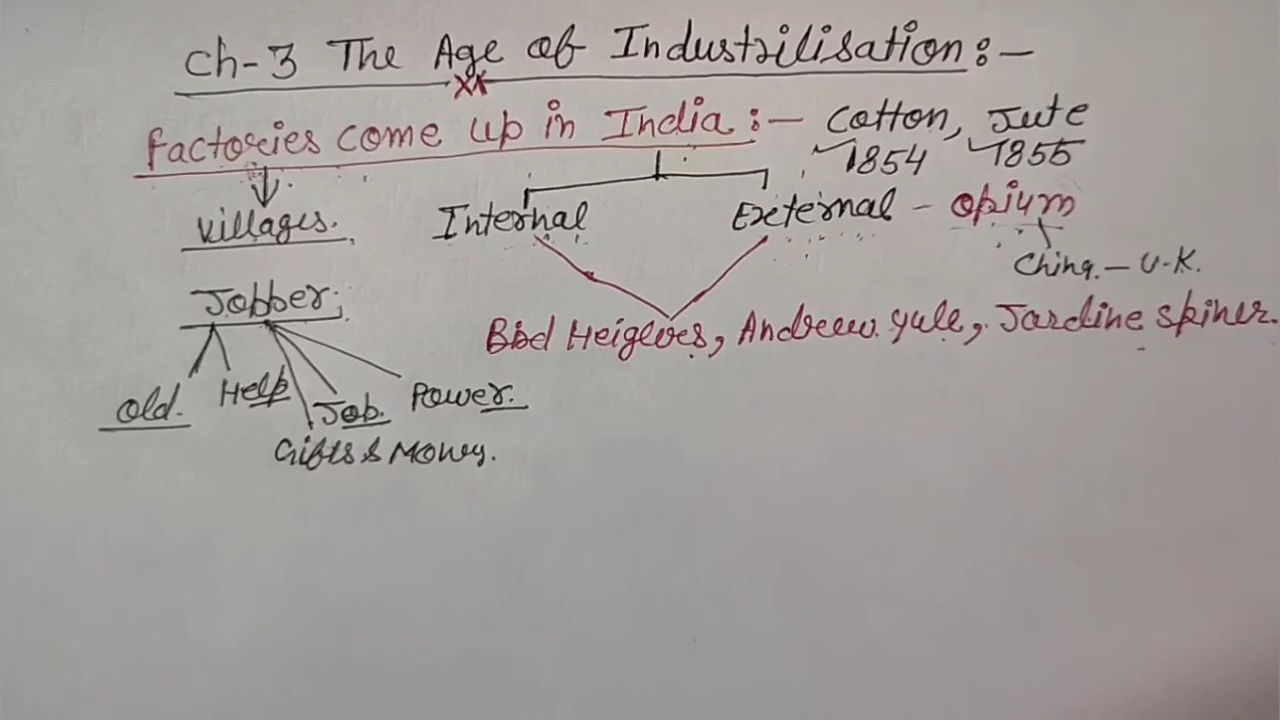 Ch-3 The Age of Industrilisation:-
factories come up in India:- Cotton, Jute
1854 1855
Villages. Internal External - Opium
China. - U.K.
Jobber;
Bird Heigloes, Andrew yule, Jardine skiner.
Old. Help Job. Power.
Gifts & Money.